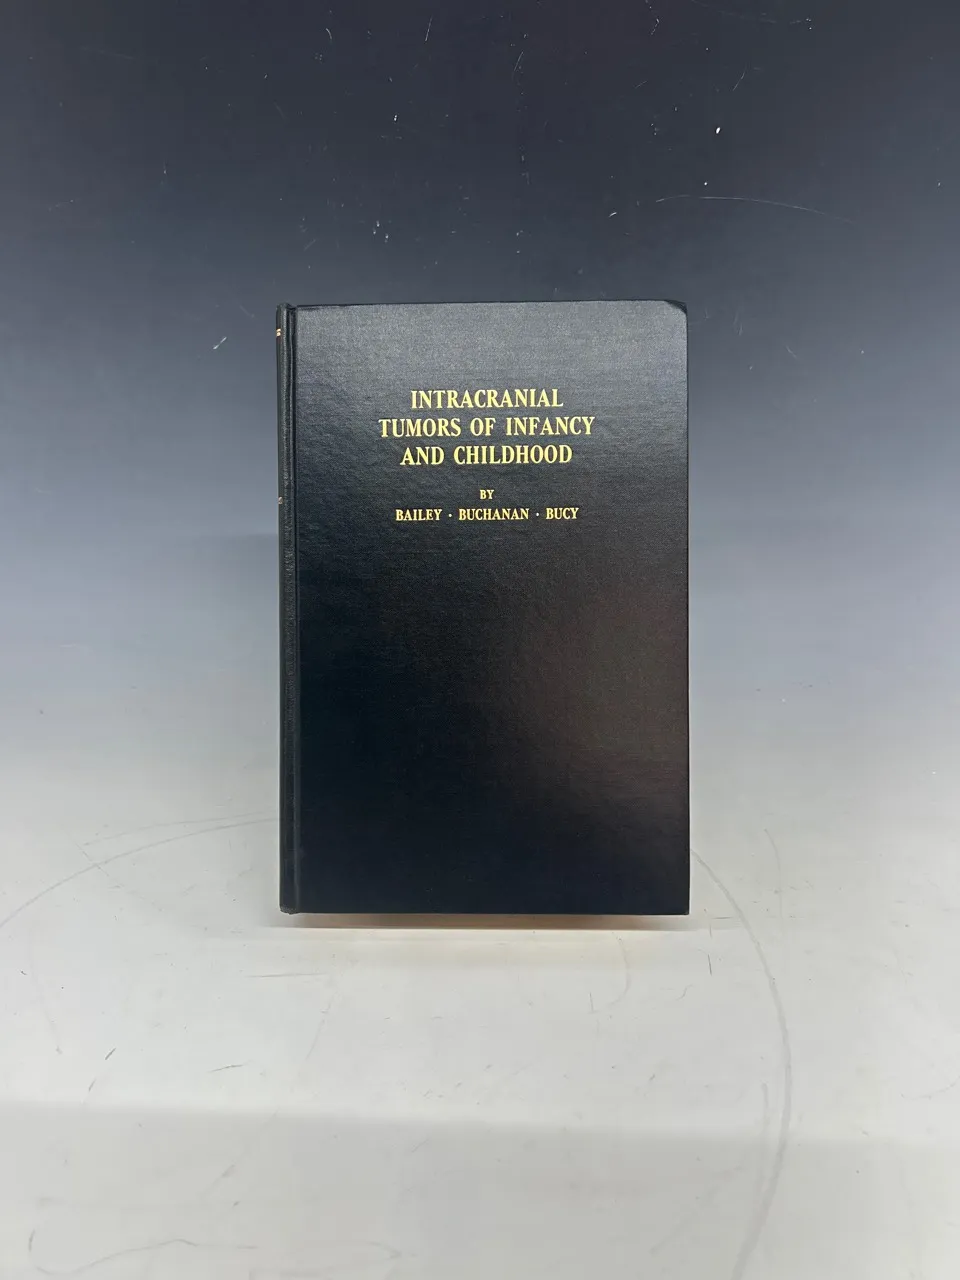 INTRACRANIAL
TUMORS OF INFANCY
AND CHILDHOOD
BY
BAILEY · BUCHANAN · BUCY